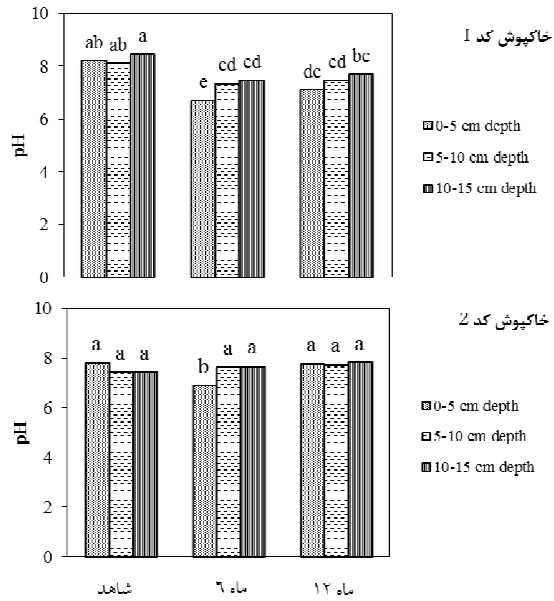 خاکپوش کد 1
10
8
6
4
2
0
pH
ab ab a
e cd cd
dc cd bc
0-5 cm depth
5-10 cm depth
10-15 cm depth
خاکپوش کد 2
10
8
6
4
2
0
pH
a a a
b a a
a a a
0-5 cm depth
5-10 cm depth
10-15 cm depth
شاهد
۶ ماه
۱۲ ماه